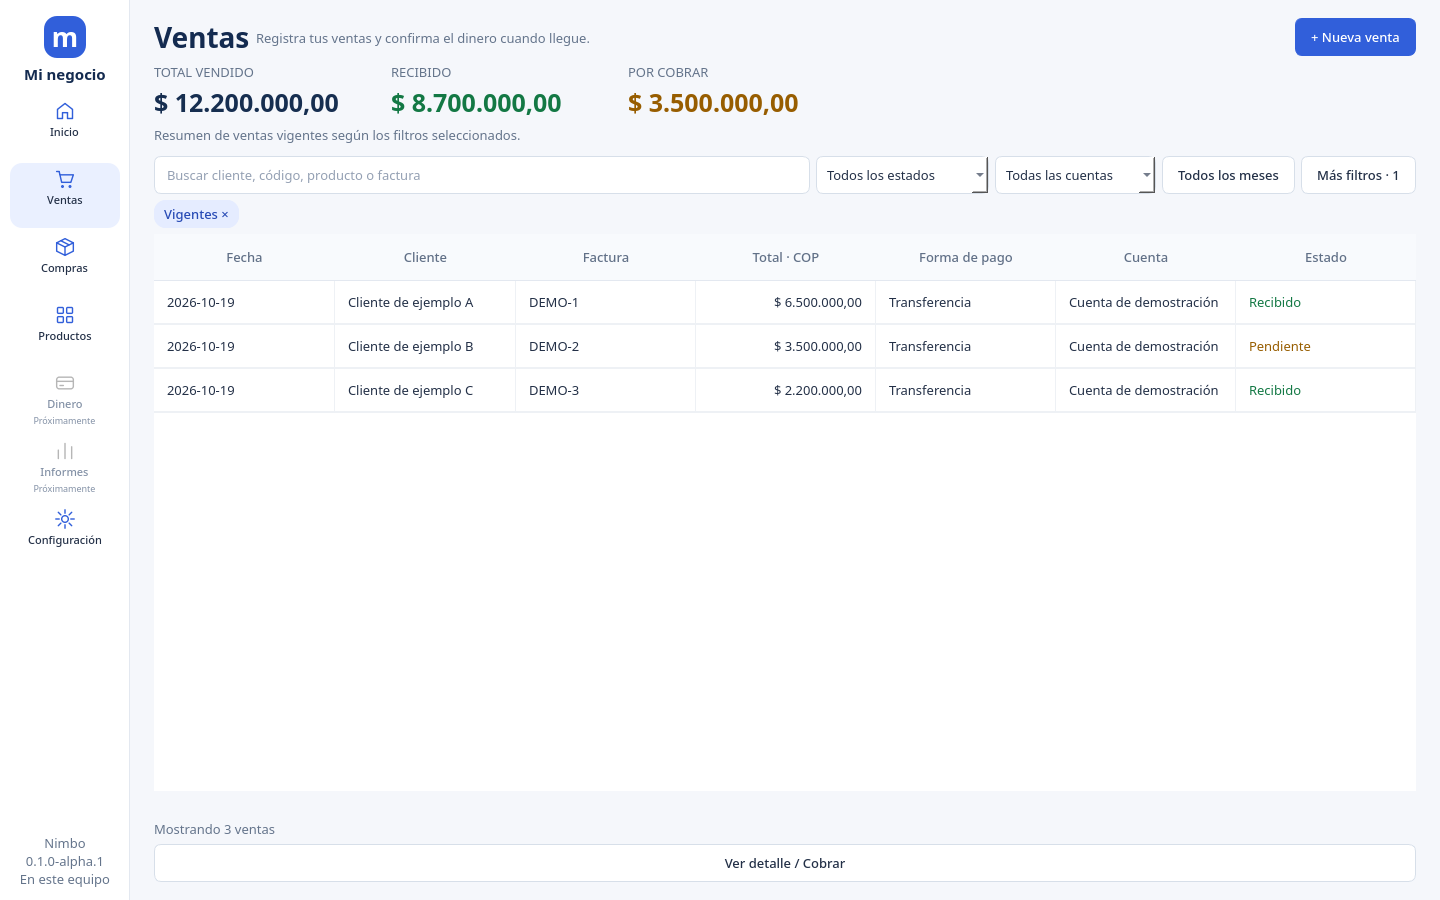 m
Mi negocio
Inicio
Ventas
Compras
Productos
Dinero
Próximamente
Informes
Próximamente
Configuración
Nimbo
0.1.0-alpha.1
En este equipo
Ventas Registra tus ventas y confirma el dinero cuando llegue.
+ Nueva venta
TOTAL VENDIDO RECIBIDO POR COBRAR
$ 12.200.000,00 $ 8.700.000,00 $ 3.500.000,00
Resumen de ventas vigentes según los filtros seleccionados.
Buscar cliente, código, producto o factura Todos los estados Todas las cuentas Todos los meses Más filtros · 1
Vigentes ×
Fecha Cliente Factura Total · COP Forma de pago Cuenta Estado
2026-10-19 Cliente de ejemplo A DEMO-1 $ 6.500.000,00 Transferencia Cuenta de demostración Recibido
2026-10-19 Cliente de ejemplo B DEMO-2 $ 3.500.000,00 Transferencia Cuenta de demostración Pendiente
2026-10-19 Cliente de ejemplo C DEMO-3 $ 2.200.000,00 Transferencia Cuenta de demostración Recibido
Mostrando 3 ventas
Ver detalle / Cobrar